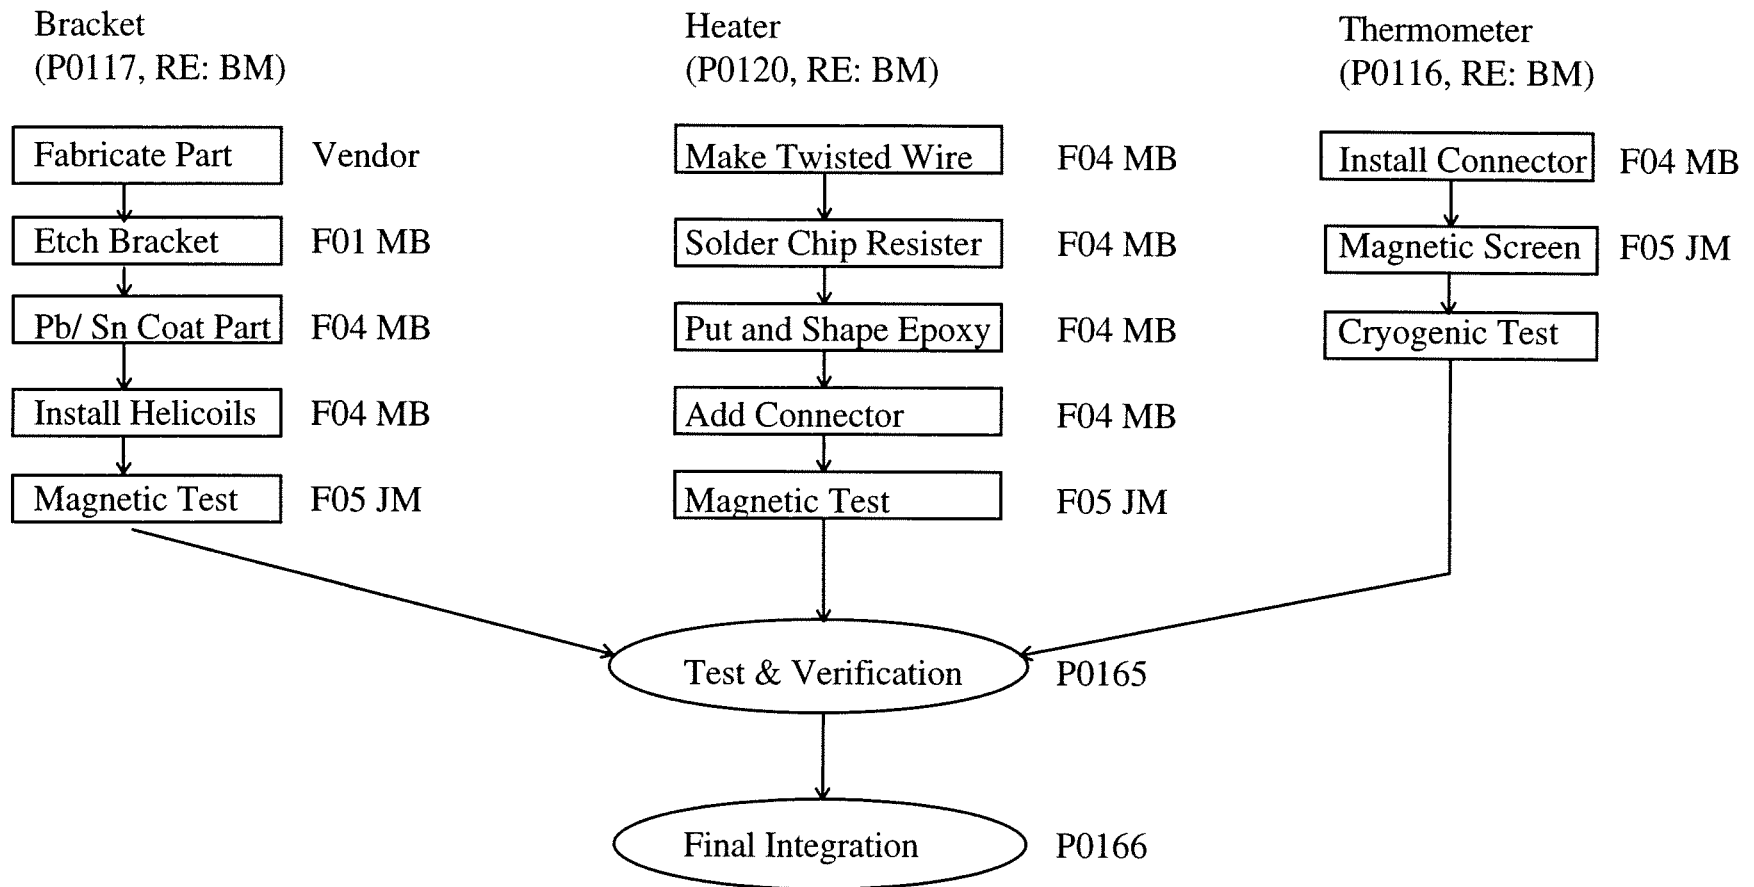 Bracket
(P0117, RE: BM)
Fabricate Part
Vendor
Etch Bracket
F01 MB
Pb/ Sn Coat Part
F04 MB
Install Helicoils
F04 MB
Magnetic Test
F05 JM
Heater
(P0120, RE: BM)
Make Twisted Wire
F04 MB
Solder Chip Resister
F04 MB
Put and Shape Epoxy
F04 MB
Add Connector
F04 MB
Magnetic Test
F05 JM
Thermometer
(P0116, RE: BM)
Install Connector
F04 MB
Magnetic Screen
F05 JM
Cryogenic Test
Test & Verification
P0165
Final Integration
P0166